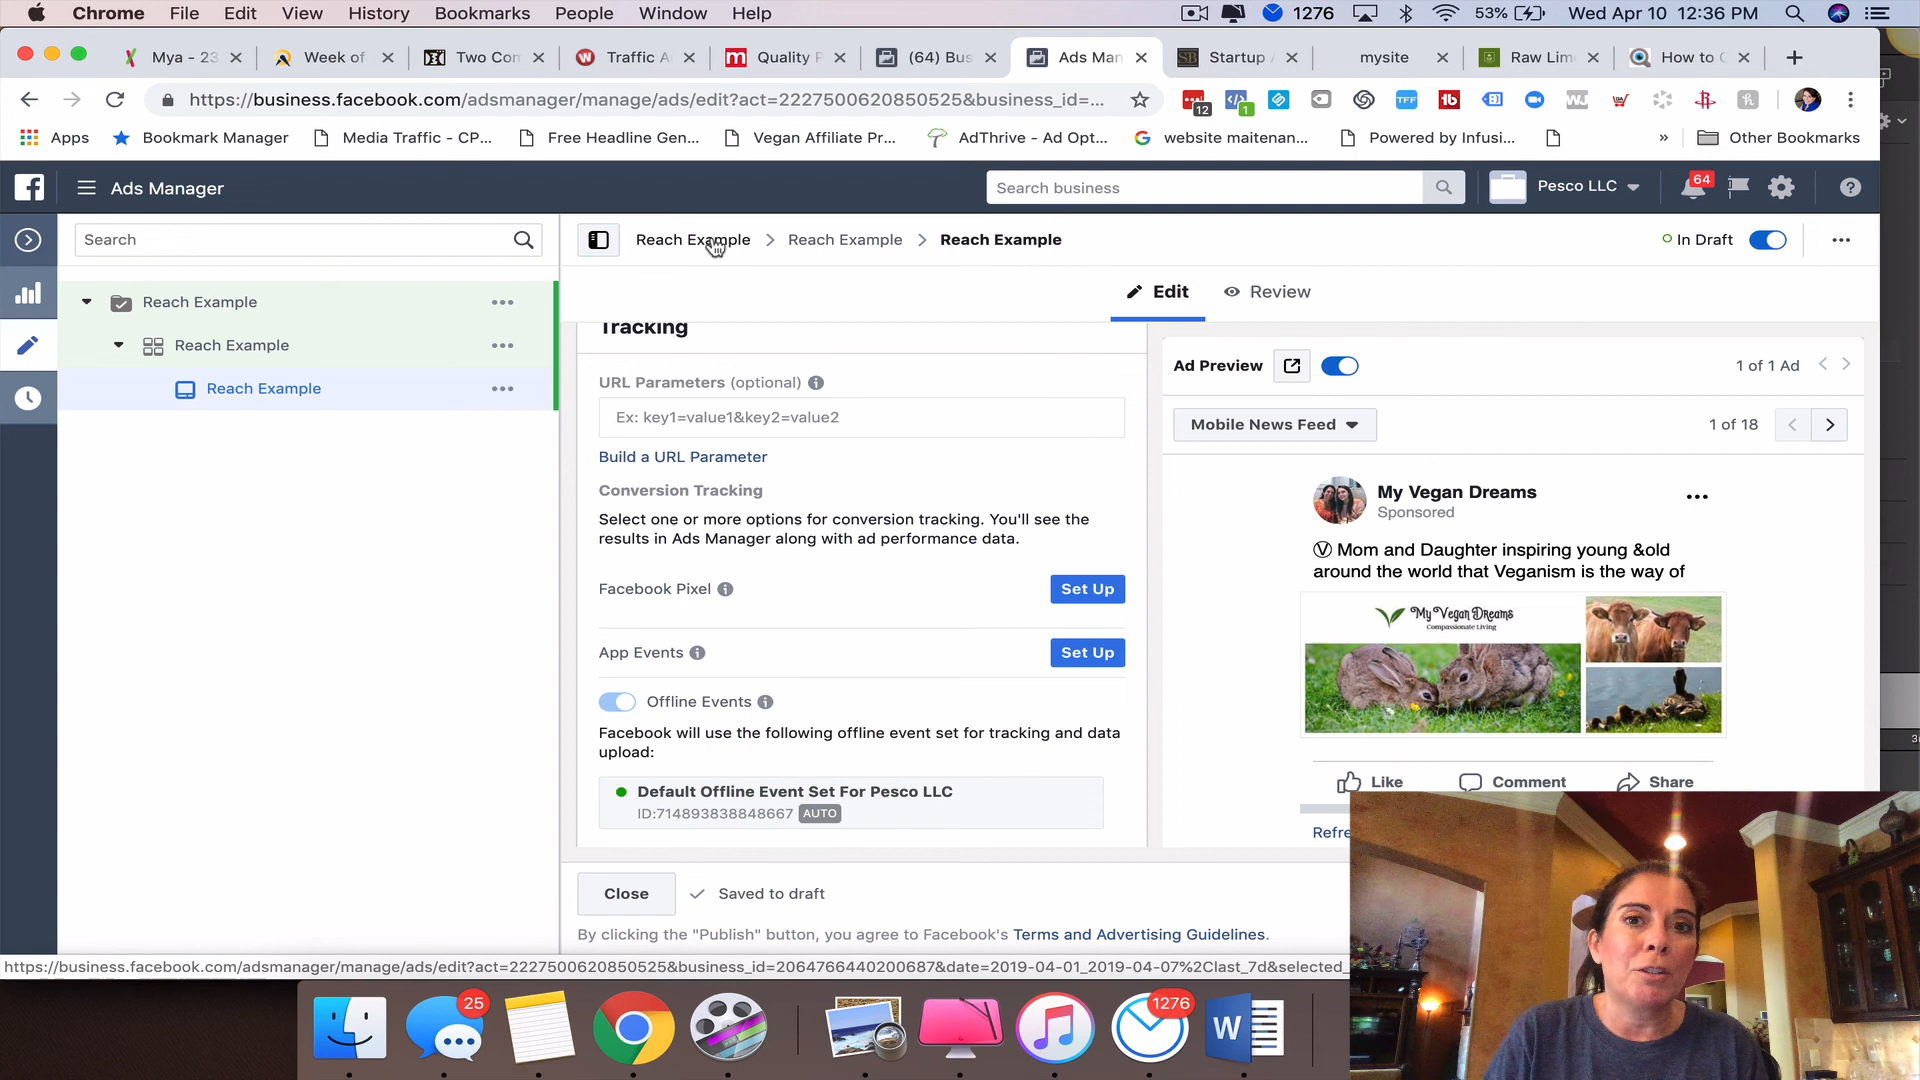 Chrome File Edit View History Bookmarks People Window Help 1276 53% Wed Apr 10 12:36 PM
Mya - 23 Week of Two Com Traffic A Quality P (64) Bus Ads Man Startup A mysite Raw Lim How to C
https://business.facebook.com/adsmanager/manage/ads/edit?act=2227500620850525&business_id=... 12 1 TFF
Apps Bookmark Manager Media Traffic - CP... Free Headline Gen... Vegan Affiliate Pr... AdThrive - Ad Opt... website maitenan... Powered by Infusi... » Other Bookmarks
Ads Manager Search business Pesco LLC 64
Search Reach Example Reach Example Reach Example In Draft
Edit Review
Reach Example
Reach Example
Reach Example
Tracking
URL Parameters (optional)
Ex: key1=value1&key2=value2
Build a URL Parameter
Conversion Tracking
Select one or more options for conversion tracking. You'll see the
results in Ads Manager along with ad performance data.
Facebook Pixel Set Up
App Events Set Up
Offline Events
Facebook will use the following offline event set for tracking and data
upload:
Default Offline Event Set For Pesco LLC
ID:714893838848667 AUTO
Ad Preview 1 of 1 Ad
Mobile News Feed 1 of 18
My Vegan Dreams
Sponsored
Ⓥ Mom and Daughter inspiring young &old
around the world that Veganism is the way of
My Vegan Dreams
Compassionate Living
Like Comment Share
Refre
Close Saved to draft
By clicking the "Publish" button, you agree to Facebook's Terms and Advertising Guidelines.
https://business.facebook.com/adsmanager/manage/ads/edit?act=2227500620850525&business_id=2064766440200687&date=2019-04-01_2019-04-07%2Clast_7d&selected_
25 1276
W